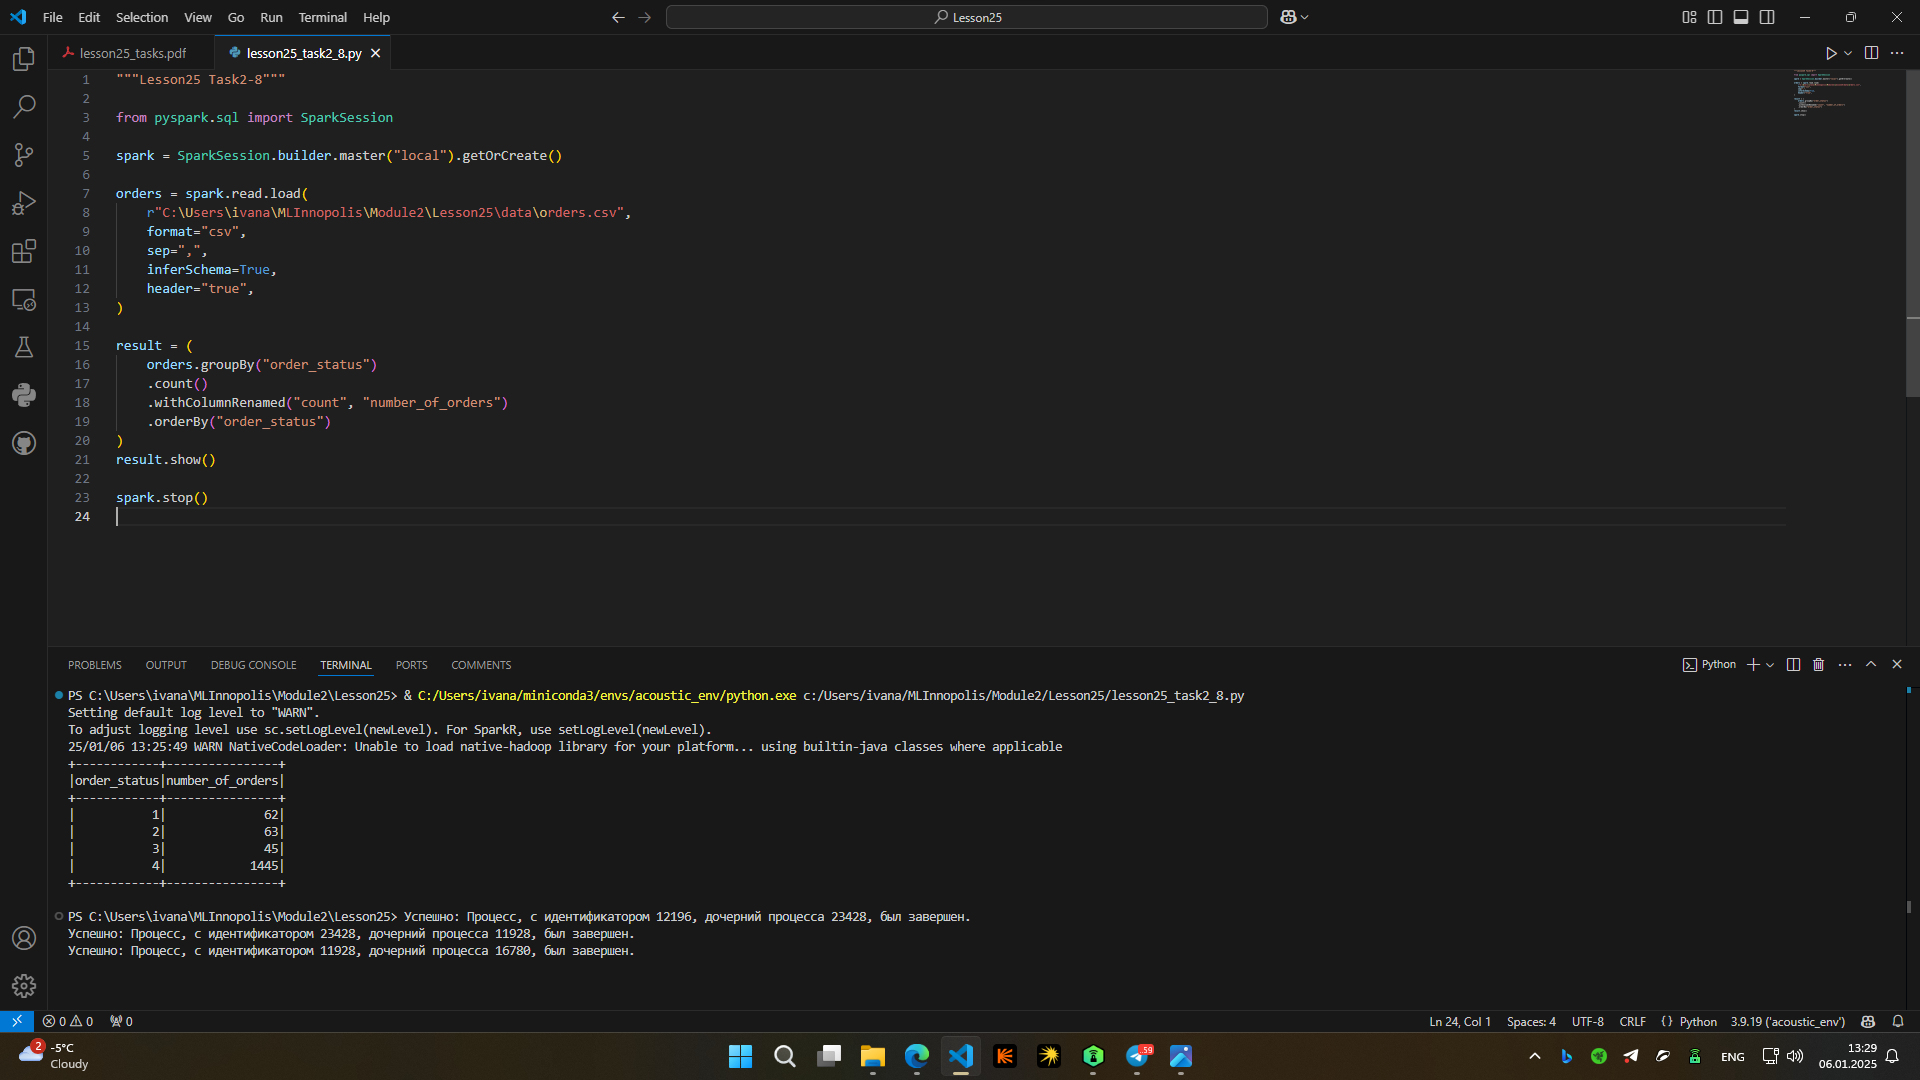 File Edit Selection View Go Run Terminal Help
Lesson25
lesson25_tasks.pdf
lesson25_task2_8.py
1 """Lesson25 Task2-8"""
2
3 from pyspark.sql import SparkSession
4
5 spark = SparkSession.builder.master("local").getOrCreate()
6
7 orders = spark.read.load(
8 r"C:\Users\ivana\MLInnopolis\Module2\Lesson25\data\orders.csv",
9 format="csv",
10 sep=",",
11 inferSchema=True,
12 header="true",
13 )
14
15 result = (
16 orders.groupBy("order_status")
17 .count()
18 .withColumnRenamed("count", "number_of_orders")
19 .orderBy("order_status")
20 )
21 result.show()
22
23 spark.stop()
24
PROBLEMS OUTPUT DEBUG CONSOLE TERMINAL PORTS COMMENTS
Python
PS C:\Users\ivana\MLInnopolis\Module2\Lesson25> & C:/Users/ivana/miniconda3/envs/acoustic_env/python.exe c:/Users/ivana/MLInnopolis/Module2/Lesson25/lesson25_task2_8.py
Setting default log level to "WARN".
To adjust logging level use sc.setLogLevel(newLevel). For SparkR, use setLogLevel(newLevel).
25/01/06 13:25:49 WARN NativeCodeLoader: Unable to load native-hadoop library for your platform... using builtin-java classes where applicable
+------------+----------------+
|order_status|number_of_orders|
+------------+----------------+
|           1|              62|
|           2|              63|
|           3|              45|
|           4|            1445|
+------------+----------------+
PS C:\Users\ivana\MLInnopolis\Module2\Lesson25> Успешно: Процесс, с идентификатором 12196, дочерний процесса 23428, был завершен.
Успешно: Процесс, с идентификатором 23428, дочерний процесса 11928, был завершен.
Успешно: Процесс, с идентификатором 11928, дочерний процесса 16780, был завершен.
0 0 0
Ln 24, Col 1 Spaces: 4 UTF-8 CRLF {} Python 3.9.19 ('acoustic_env')
2
-5°C
Cloudy
59
ENG
13:29
06.01.2025